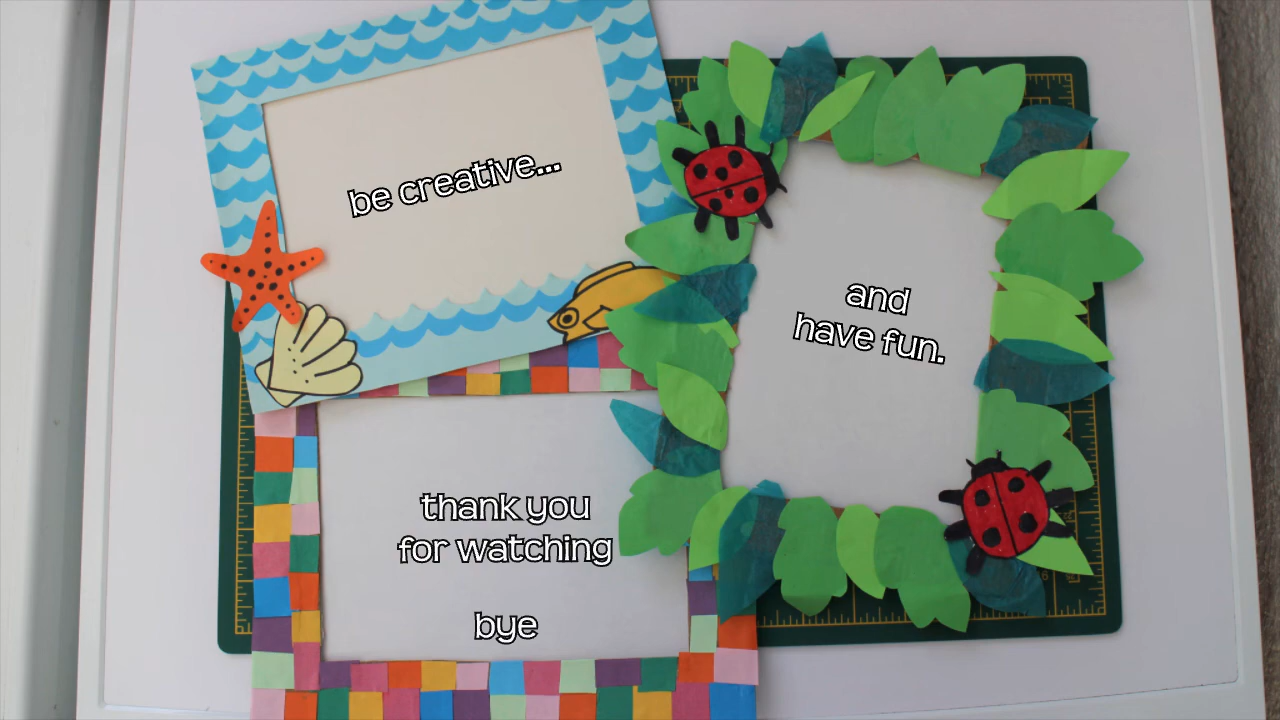 be creative...
and
have fun.
thank you
for watching
bye